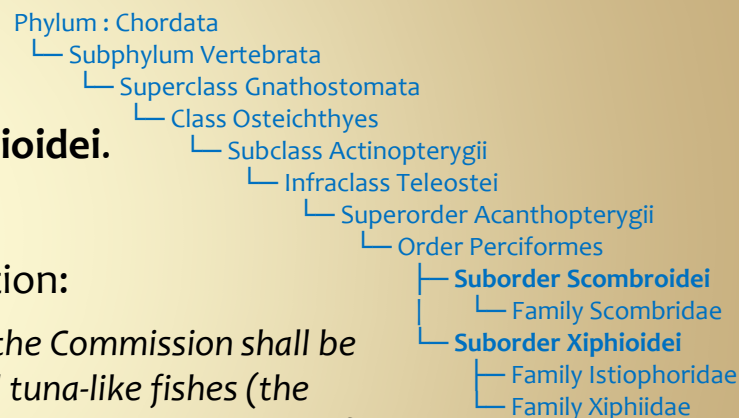 Phylum : Chordata
└─ Subphylum Vertebrata
└─ Superclass Gnathostomata
└─ Class Osteichthyes
└─ Subclass Actinopterygii
└─ Infraclass Teleostei
└─ Superorder Acanthopterygii
└─ Order Perciformes
├─ Suborder Scombroidei
│ └─ Family Scombridae
└─ Suborder Xiphioidei
├─ Family Istiophoridae
└─ Family Xiphiidae
ioidei.
tion:
the Commission shall be
tuna-like fishes (the